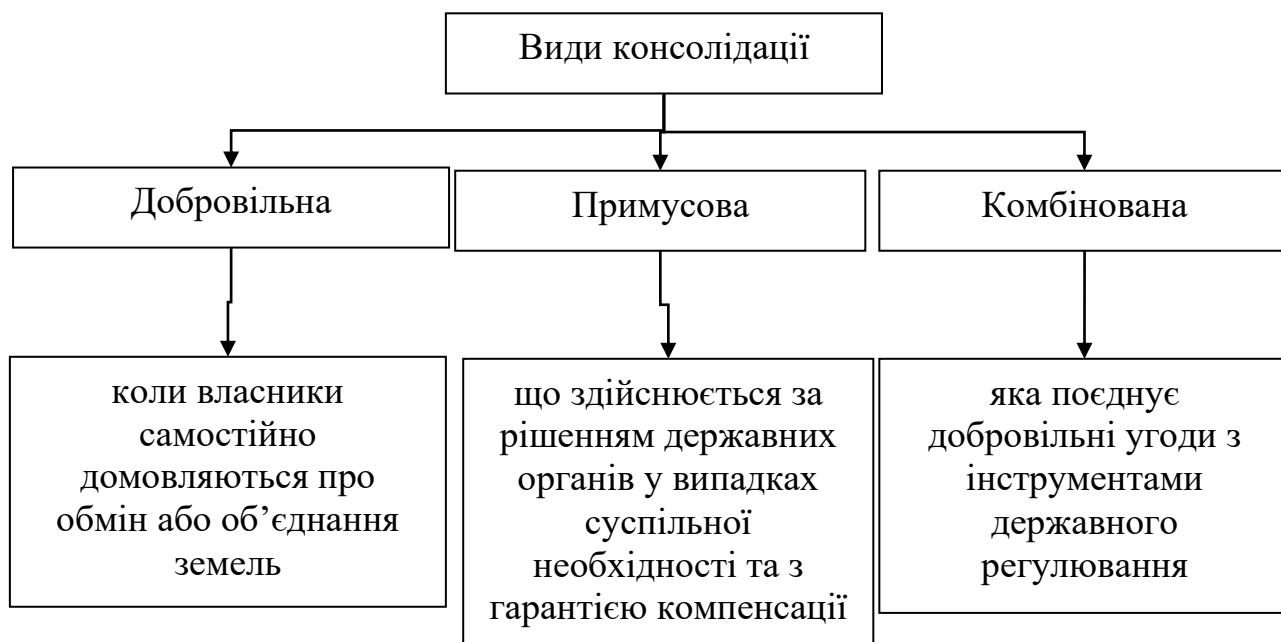 Види консолідації
Добровільна
Примусова
Комбінована
коли власники
самостійно
домовляються про
обмін або об’єднання
земель
що здійснюється за
рішенням державних
органів у випадках
суспільної
необхідності та з
гарантією компенсації
яка поєднує
добровільні угоди з
інструментами
державного
регулювання